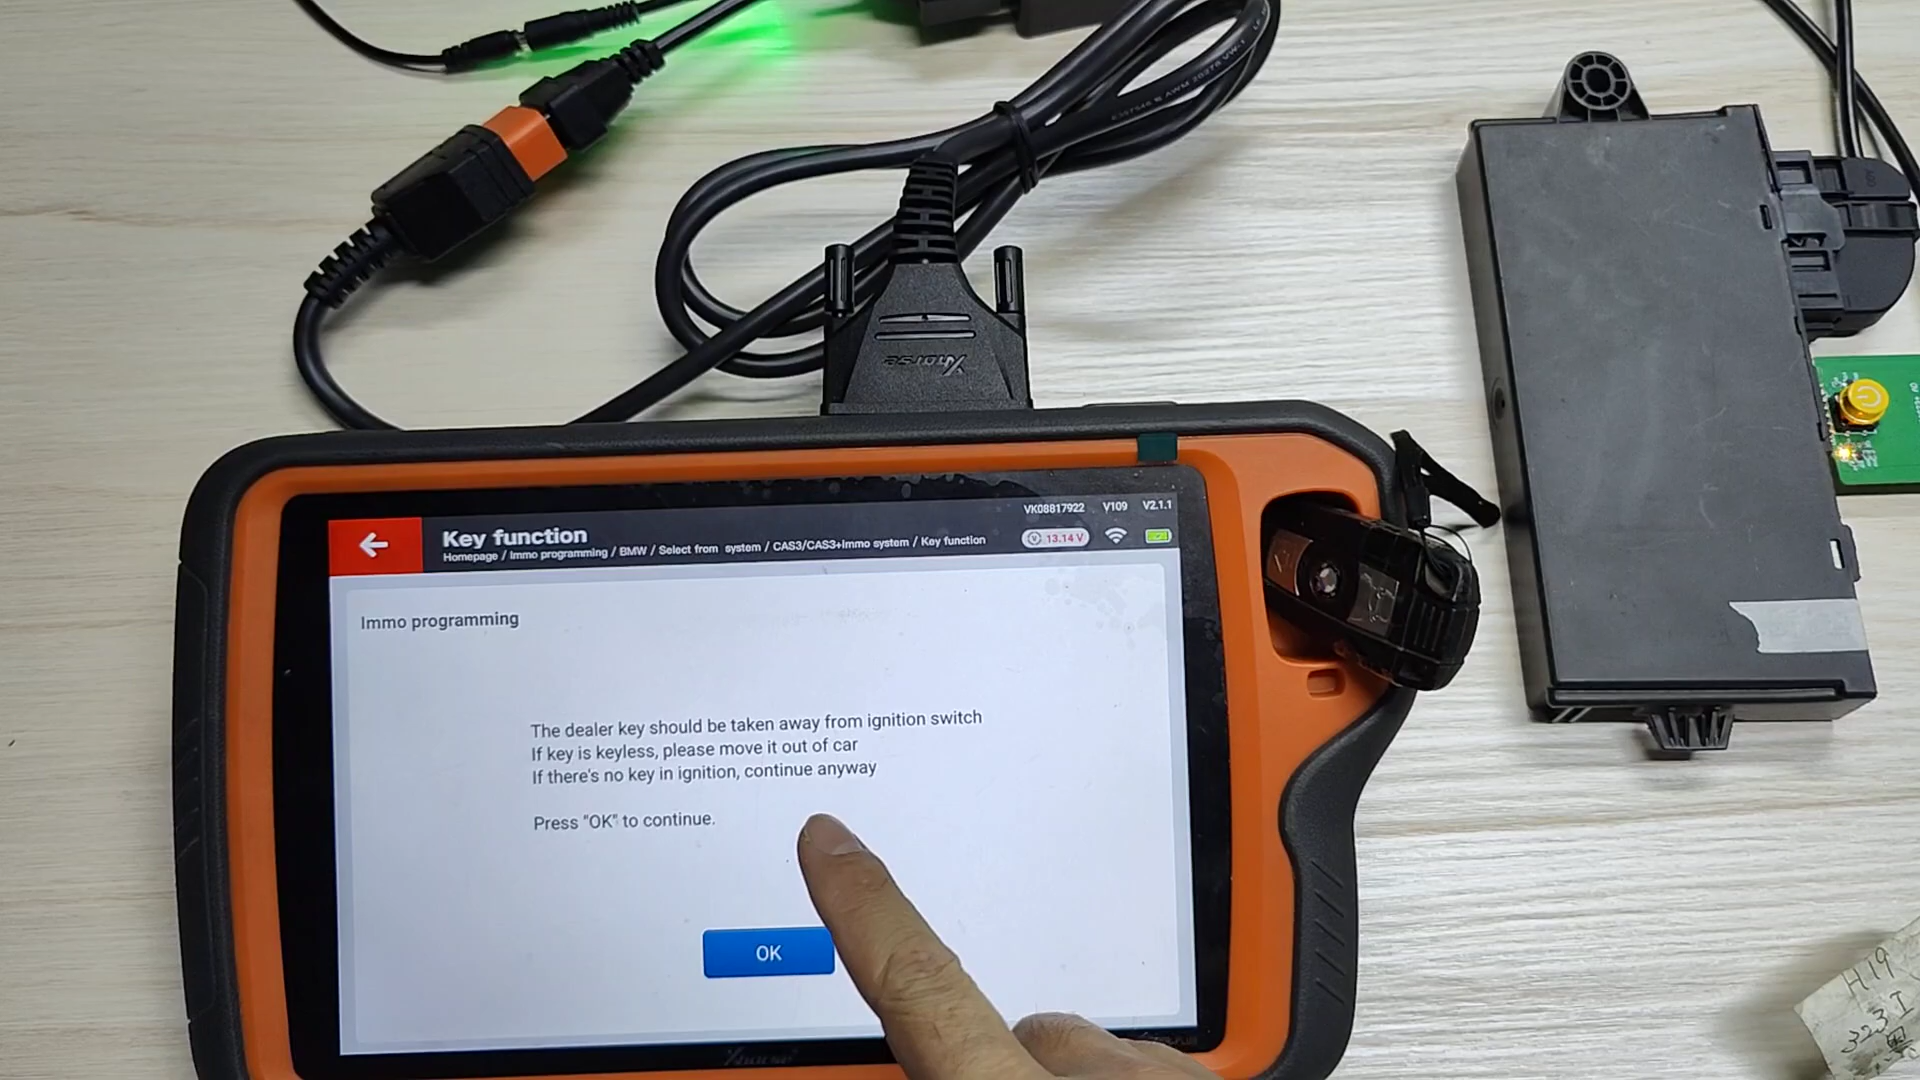 Xhorse
VK08817922 V109 V2.1.1
Key function
Homepage / Immo programming / BMW / Select from system / CAS3/CAS3+Immo system / Key function
13.14 V
Immo programming
The dealer key should be taken away from ignition switch
If key is keyless, please move it out of car
If there's no key in ignition, continue anyway
Press "OK" to continue.
OK
Xhorse
H19
323I